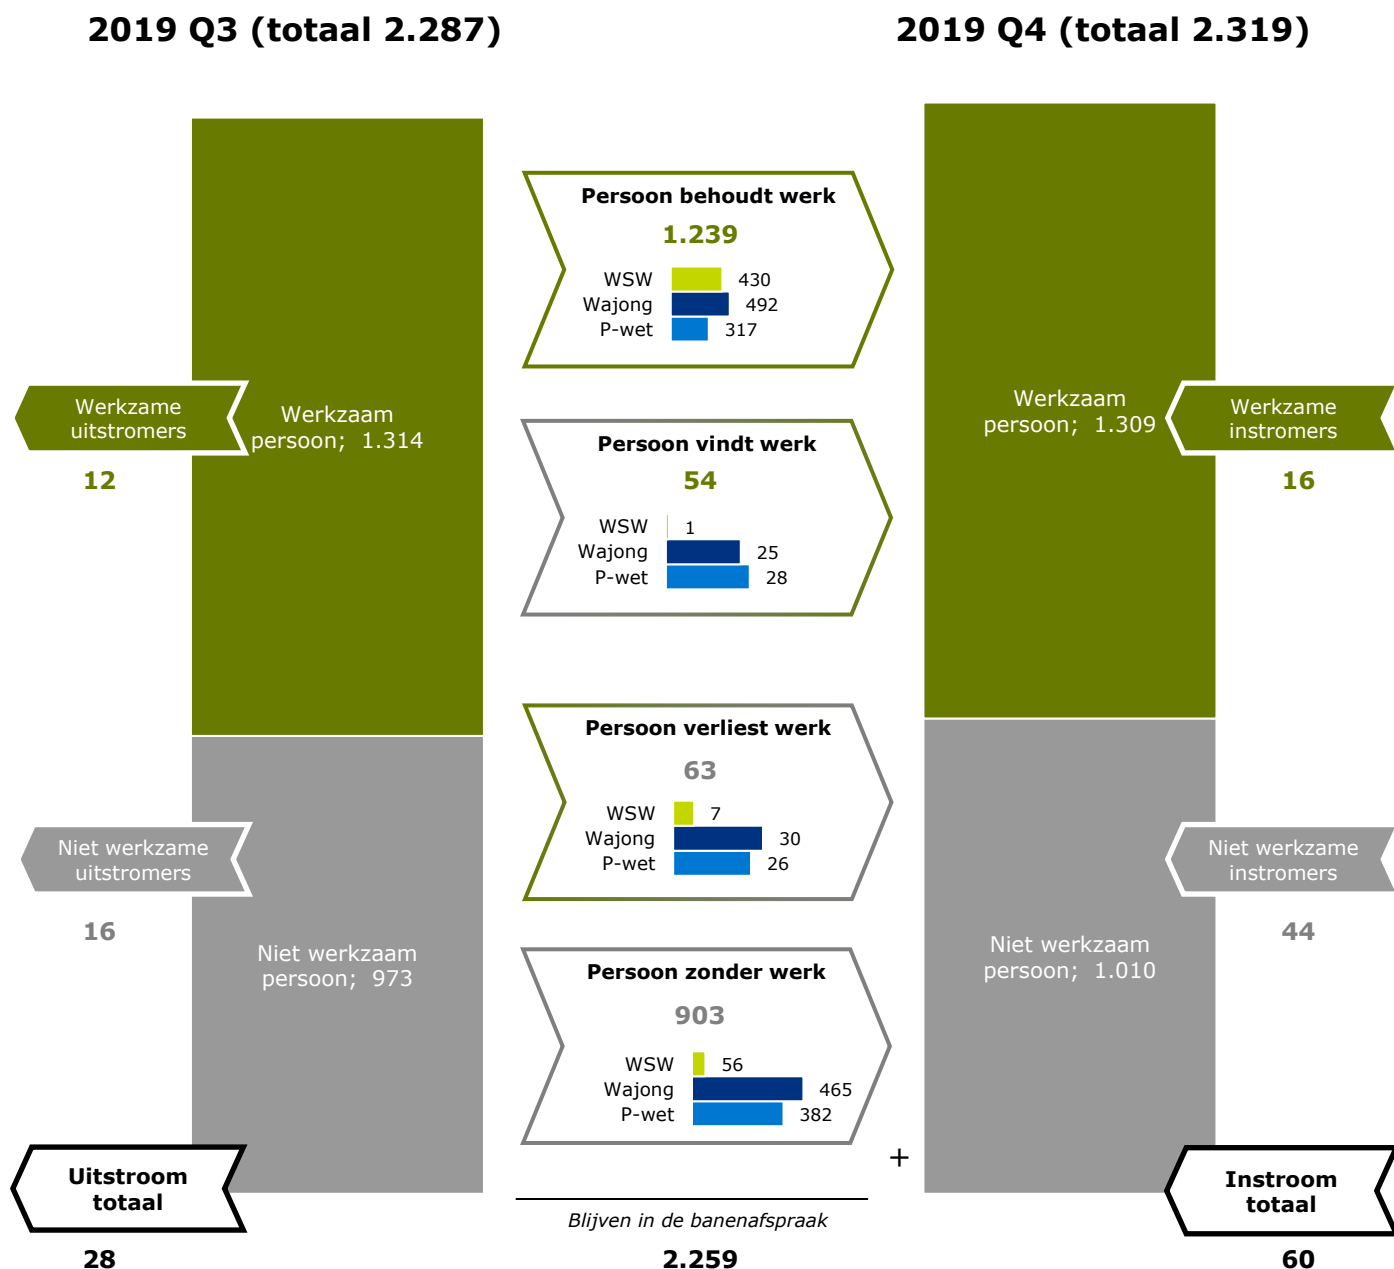 2019 Q3 (totaal 2.287)
2019 Q4 (totaal 2.319)
Werkzame
uitstromers
12
Werkzaam
persoon; 1.314
Niet werkzame
uitstromers
16
Niet werkzaam
persoon; 973
Uitstroom
totaal
28
Persoon behoudt werk
1.239
WSW 430
Wajong 492
P-wet 317
Persoon vindt werk
54
WSW 1
Wajong 25
P-wet 28
Persoon verliest werk
63
WSW 7
Wajong 30
P-wet 26
Persoon zonder werk
903
WSW 56
Wajong 465
P-wet 382
+
Blijven in de banenafspraak
2.259
Werkzaam
persoon; 1.309
Werkzame
instromers
16
Niet werkzaam
persoon; 1.010
Niet werkzame
instromers
44
Instroom
totaal
60